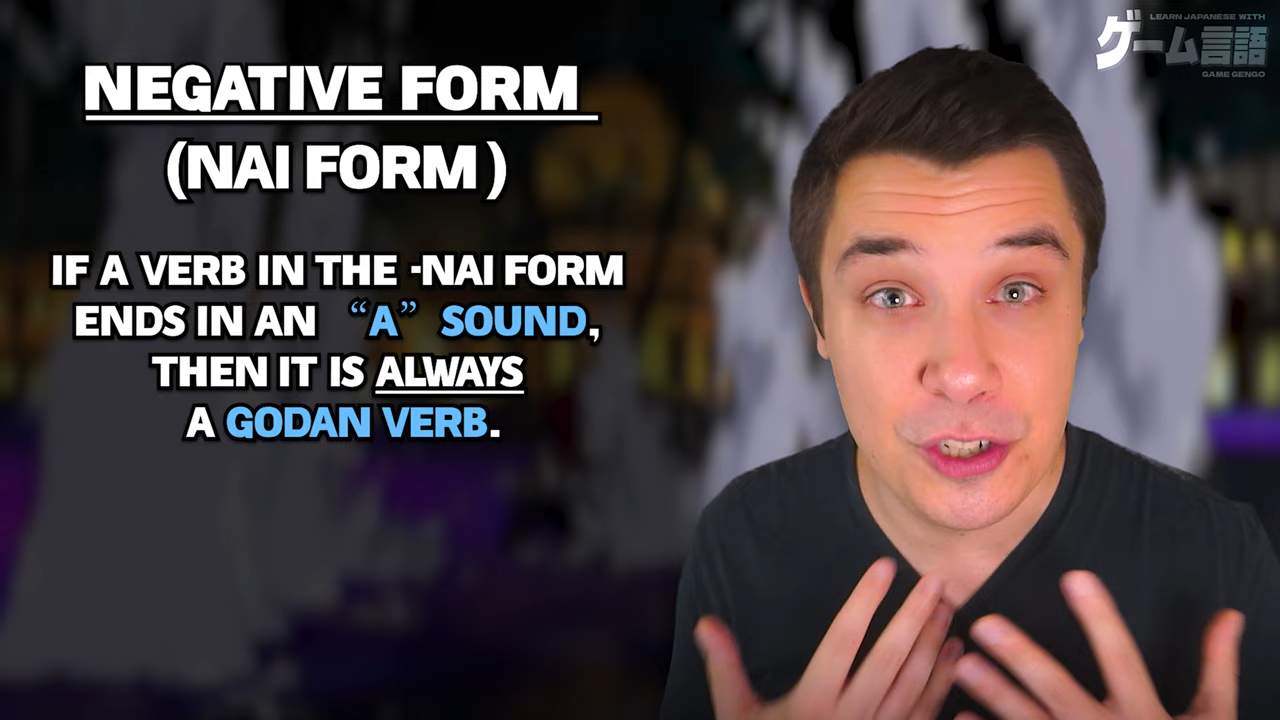 NEGATIVE FORM
(NAI FORM)
IF A VERB IN THE -NAI FORM
ENDS IN AN “A” SOUND,
THEN IT IS ALWAYS
A GODAN VERB.
LEARN JAPANESE WITH
ゲーム言語
GAME GENGO